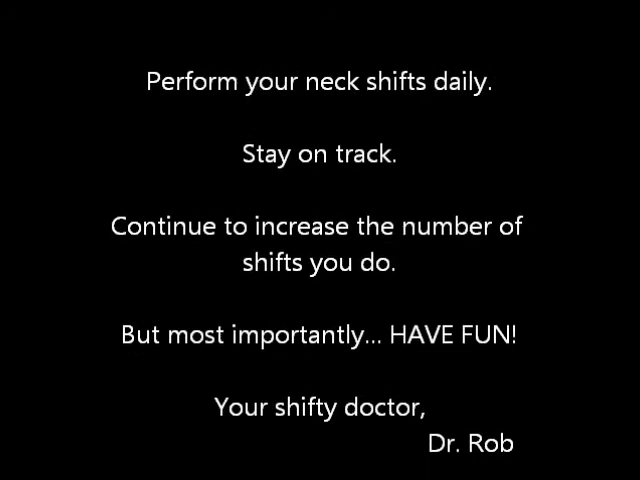 Perform your neck shifts daily.
Stay on track.
Continue to increase the number of
shifts you do.
But most importantly... HAVE FUN!
Your shifty doctor,
Dr. Rob